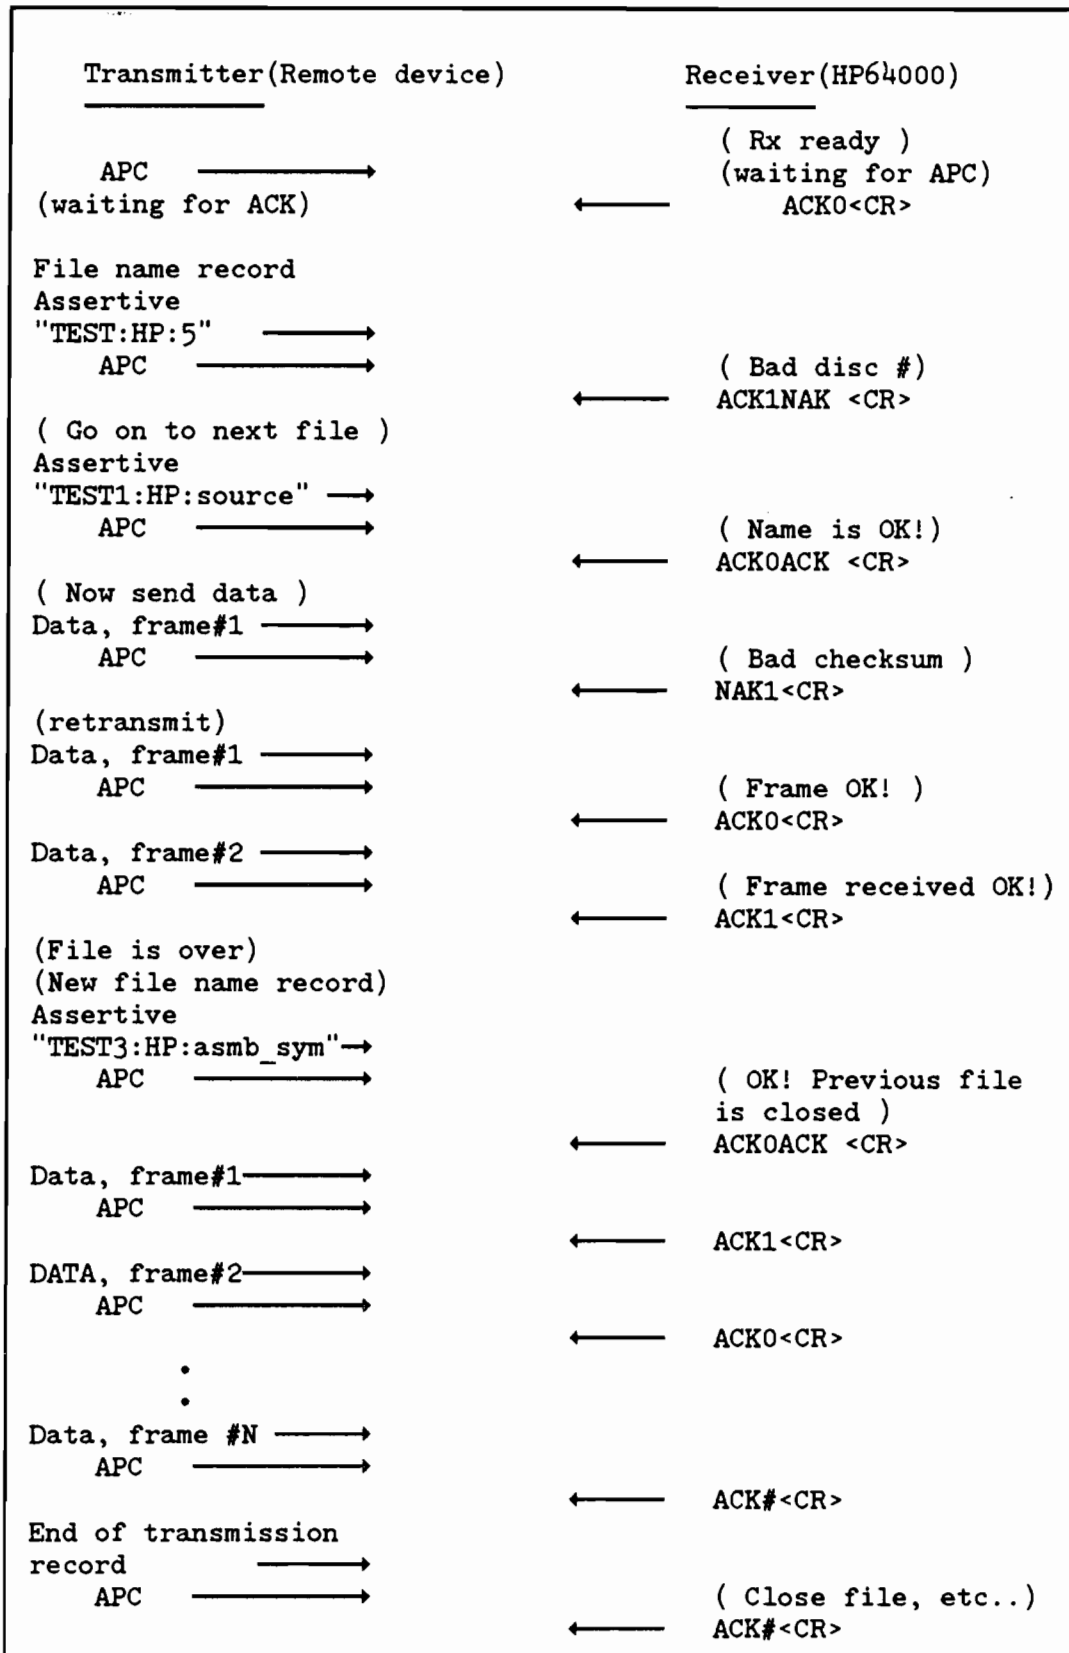 Transmitter(Remote device) Receiver(HP64000)
( Rx ready )
APC (waiting for APC)
(waiting for ACK) ACK0<CR>
File name record
Assertive
"TEST:HP:5"
APC ( Bad disc #)
ACK1NAK <CR>
( Go on to next file )
Assertive
"TEST1:HP:source"
APC ( Name is OK!)
ACK0ACK <CR>
( Now send data )
Data, frame#1
APC ( Bad checksum )
NAK1<CR>
(retransmit)
Data, frame#1
APC ( Frame OK! )
ACK0<CR>
Data, frame#2
APC ( Frame received OK!)
ACK1<CR>
(File is over)
(New file name record)
Assertive
"TEST3:HP:asmb_sym"
APC ( OK! Previous file
is closed )
ACK0ACK <CR>
Data, frame#1
APC
ACK1<CR>
DATA, frame#2
APC
ACK0<CR>
Data, frame #N
APC
ACK#<CR>
End of transmission
record
APC ( Close file, etc..)
ACK#<CR>